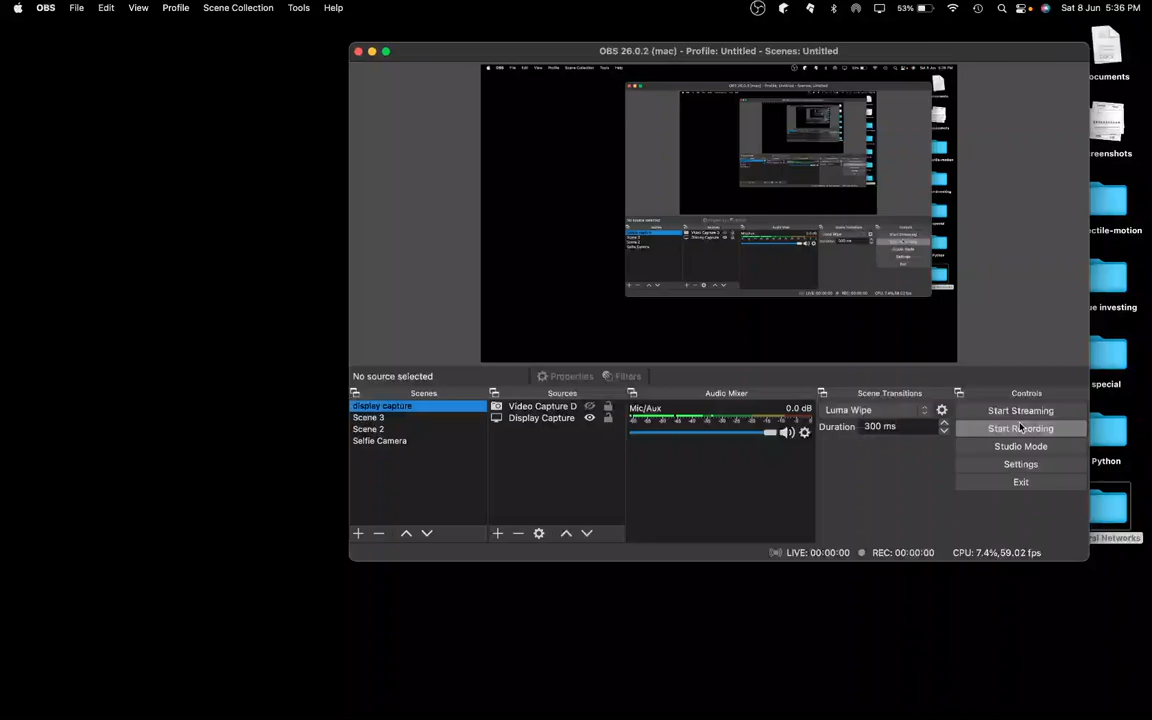 OBS File Edit View Profile Scene Collection Tools Help 53% Sat 8 Jun 5:36 PM
OBS 26.0.2 (mac) - Profile: Untitled - Scenes: Untitled
ocuments
reenshots
ectile-motion
ue investing
special
Python
ral Networks
No source selected Properties Filters
Scenes Sources Audio Mixer Scene Transitions Controls
display capture
Scene 3
Scene 2
Selfie Camera
Video Capture D
Display Capture
Mic/Aux 0.0 dB
Luma Wipe
Duration 300 ms
Start Streaming
Start Recording
Studio Mode
Settings
Exit
LIVE: 00:00:00 REC: 00:00:00 CPU: 7.4%,59.02 fps